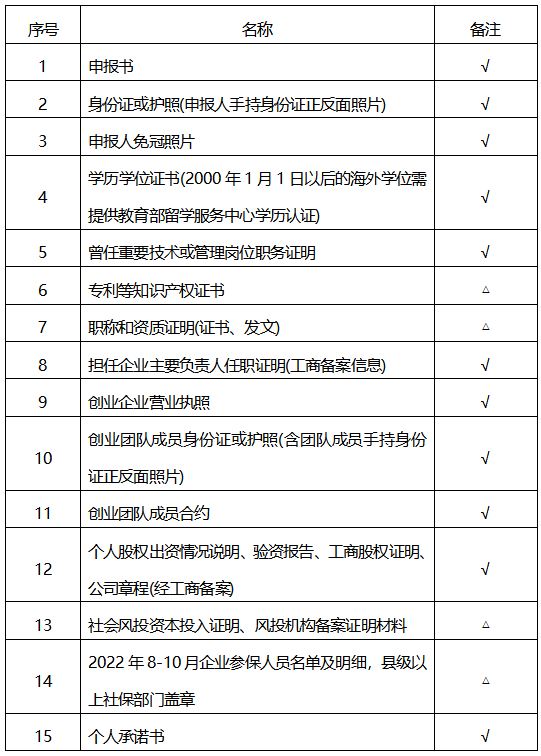 序号 名称 备注
1 申报书 √
2 身份证或护照(申报人手持身份证正反面照片) √
3 申报人免冠照片 √
4 学历学位证书(2000 年 1 月 1 日以后的海外学位需
提供教育部留学服务中心学历认证) √
5 曾任重要技术或管理岗位职务证明 √
6 专利等知识产权证书 △
7 职称和资质证明(证书、发文) △
8 担任企业主要负责人任职证明(工商备案信息) √
9 创业企业营业执照 √
10 创业团队成员身份证或护照(含团队成员手持身份
证正反面照片) √
11 创业团队成员合约 √
12 个人股权出资情况说明、验资报告、工商股权证明、
公司章程(经工商备案) √
13 社会风投资本投入证明、风投机构备案证明材料 △
14 2022 年 8-10 月企业参保人员名单及明细，县级以
上社保部门盖章 △
15 个人承诺书 √